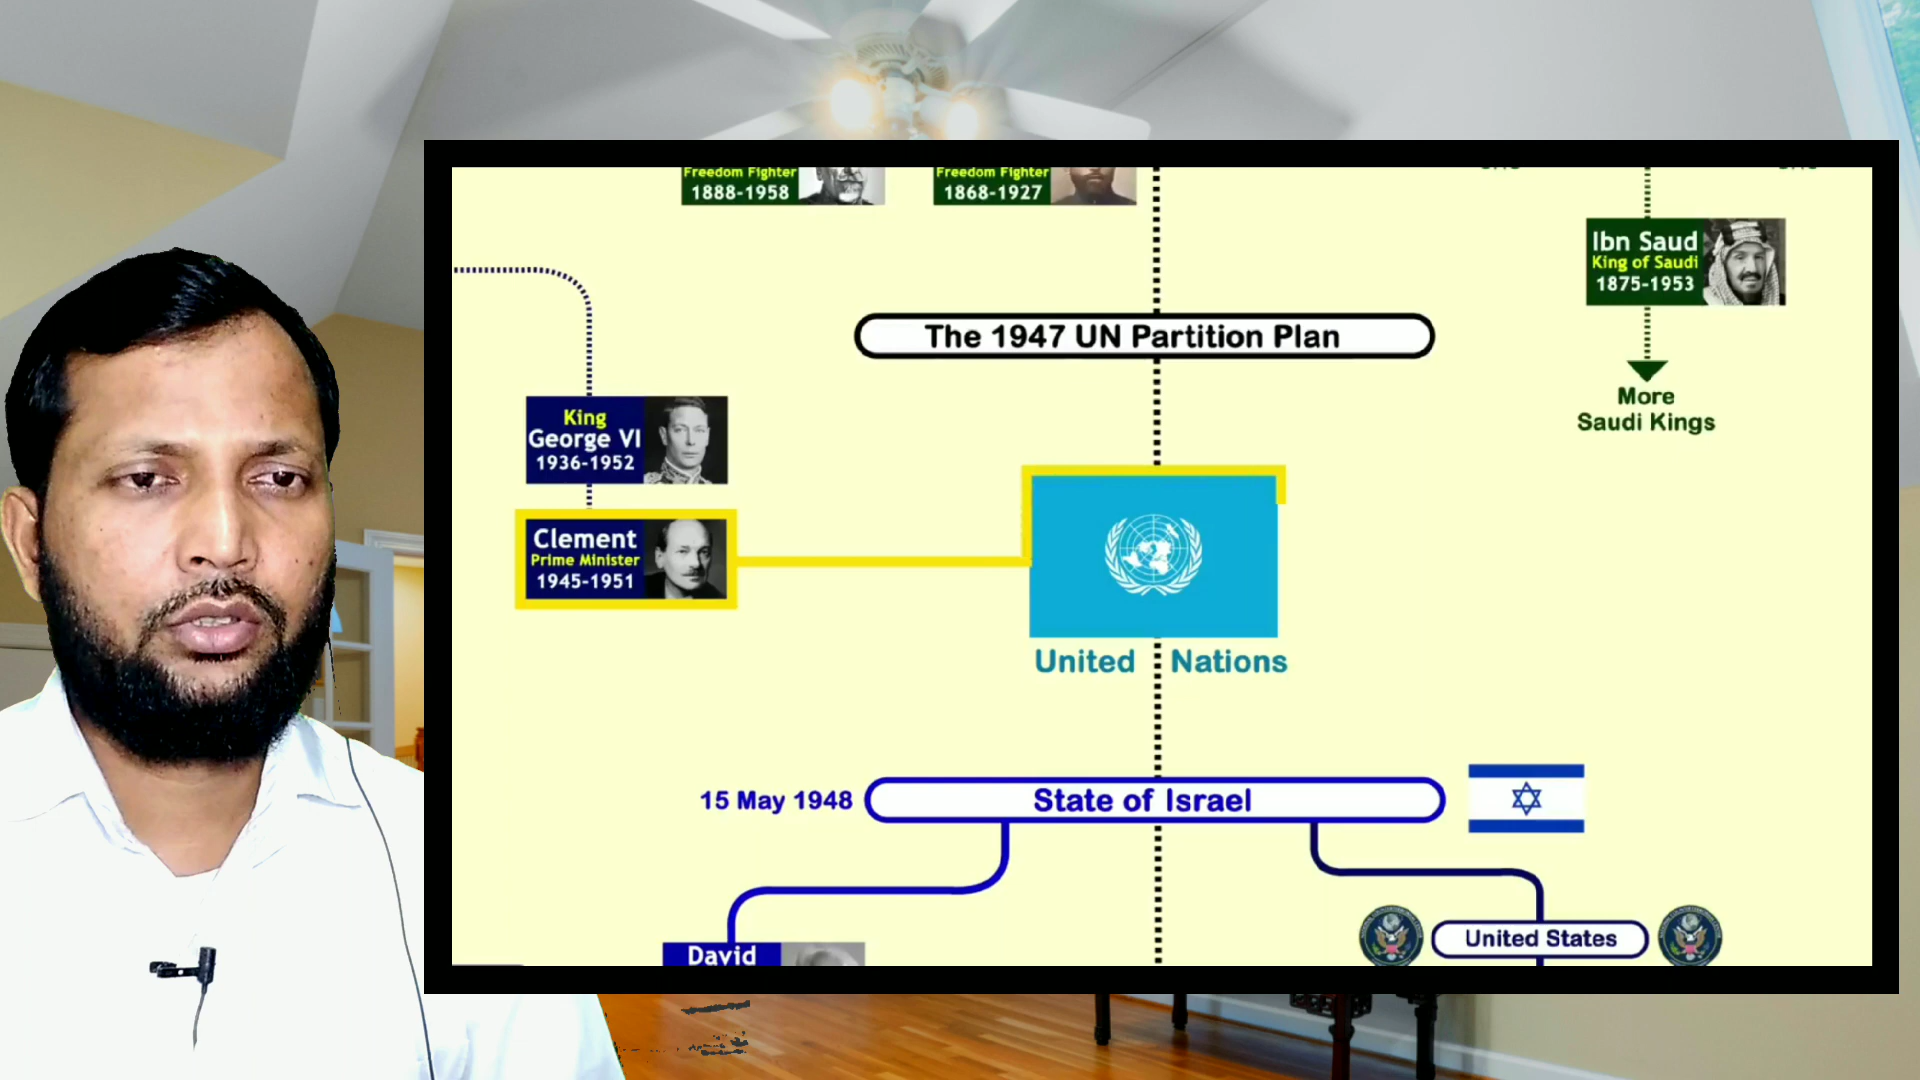 Freedom Fighter
1888-1958
Freedom Fighter
1868-1927
Ibn Saud
King of Saudi
1875-1953
The 1947 UN Partition Plan
More
Saudi Kings
King
George VI
1936-1952
Clement
Prime Minister
1945-1951
United Nations
15 May 1948
State of Israel
United States
David